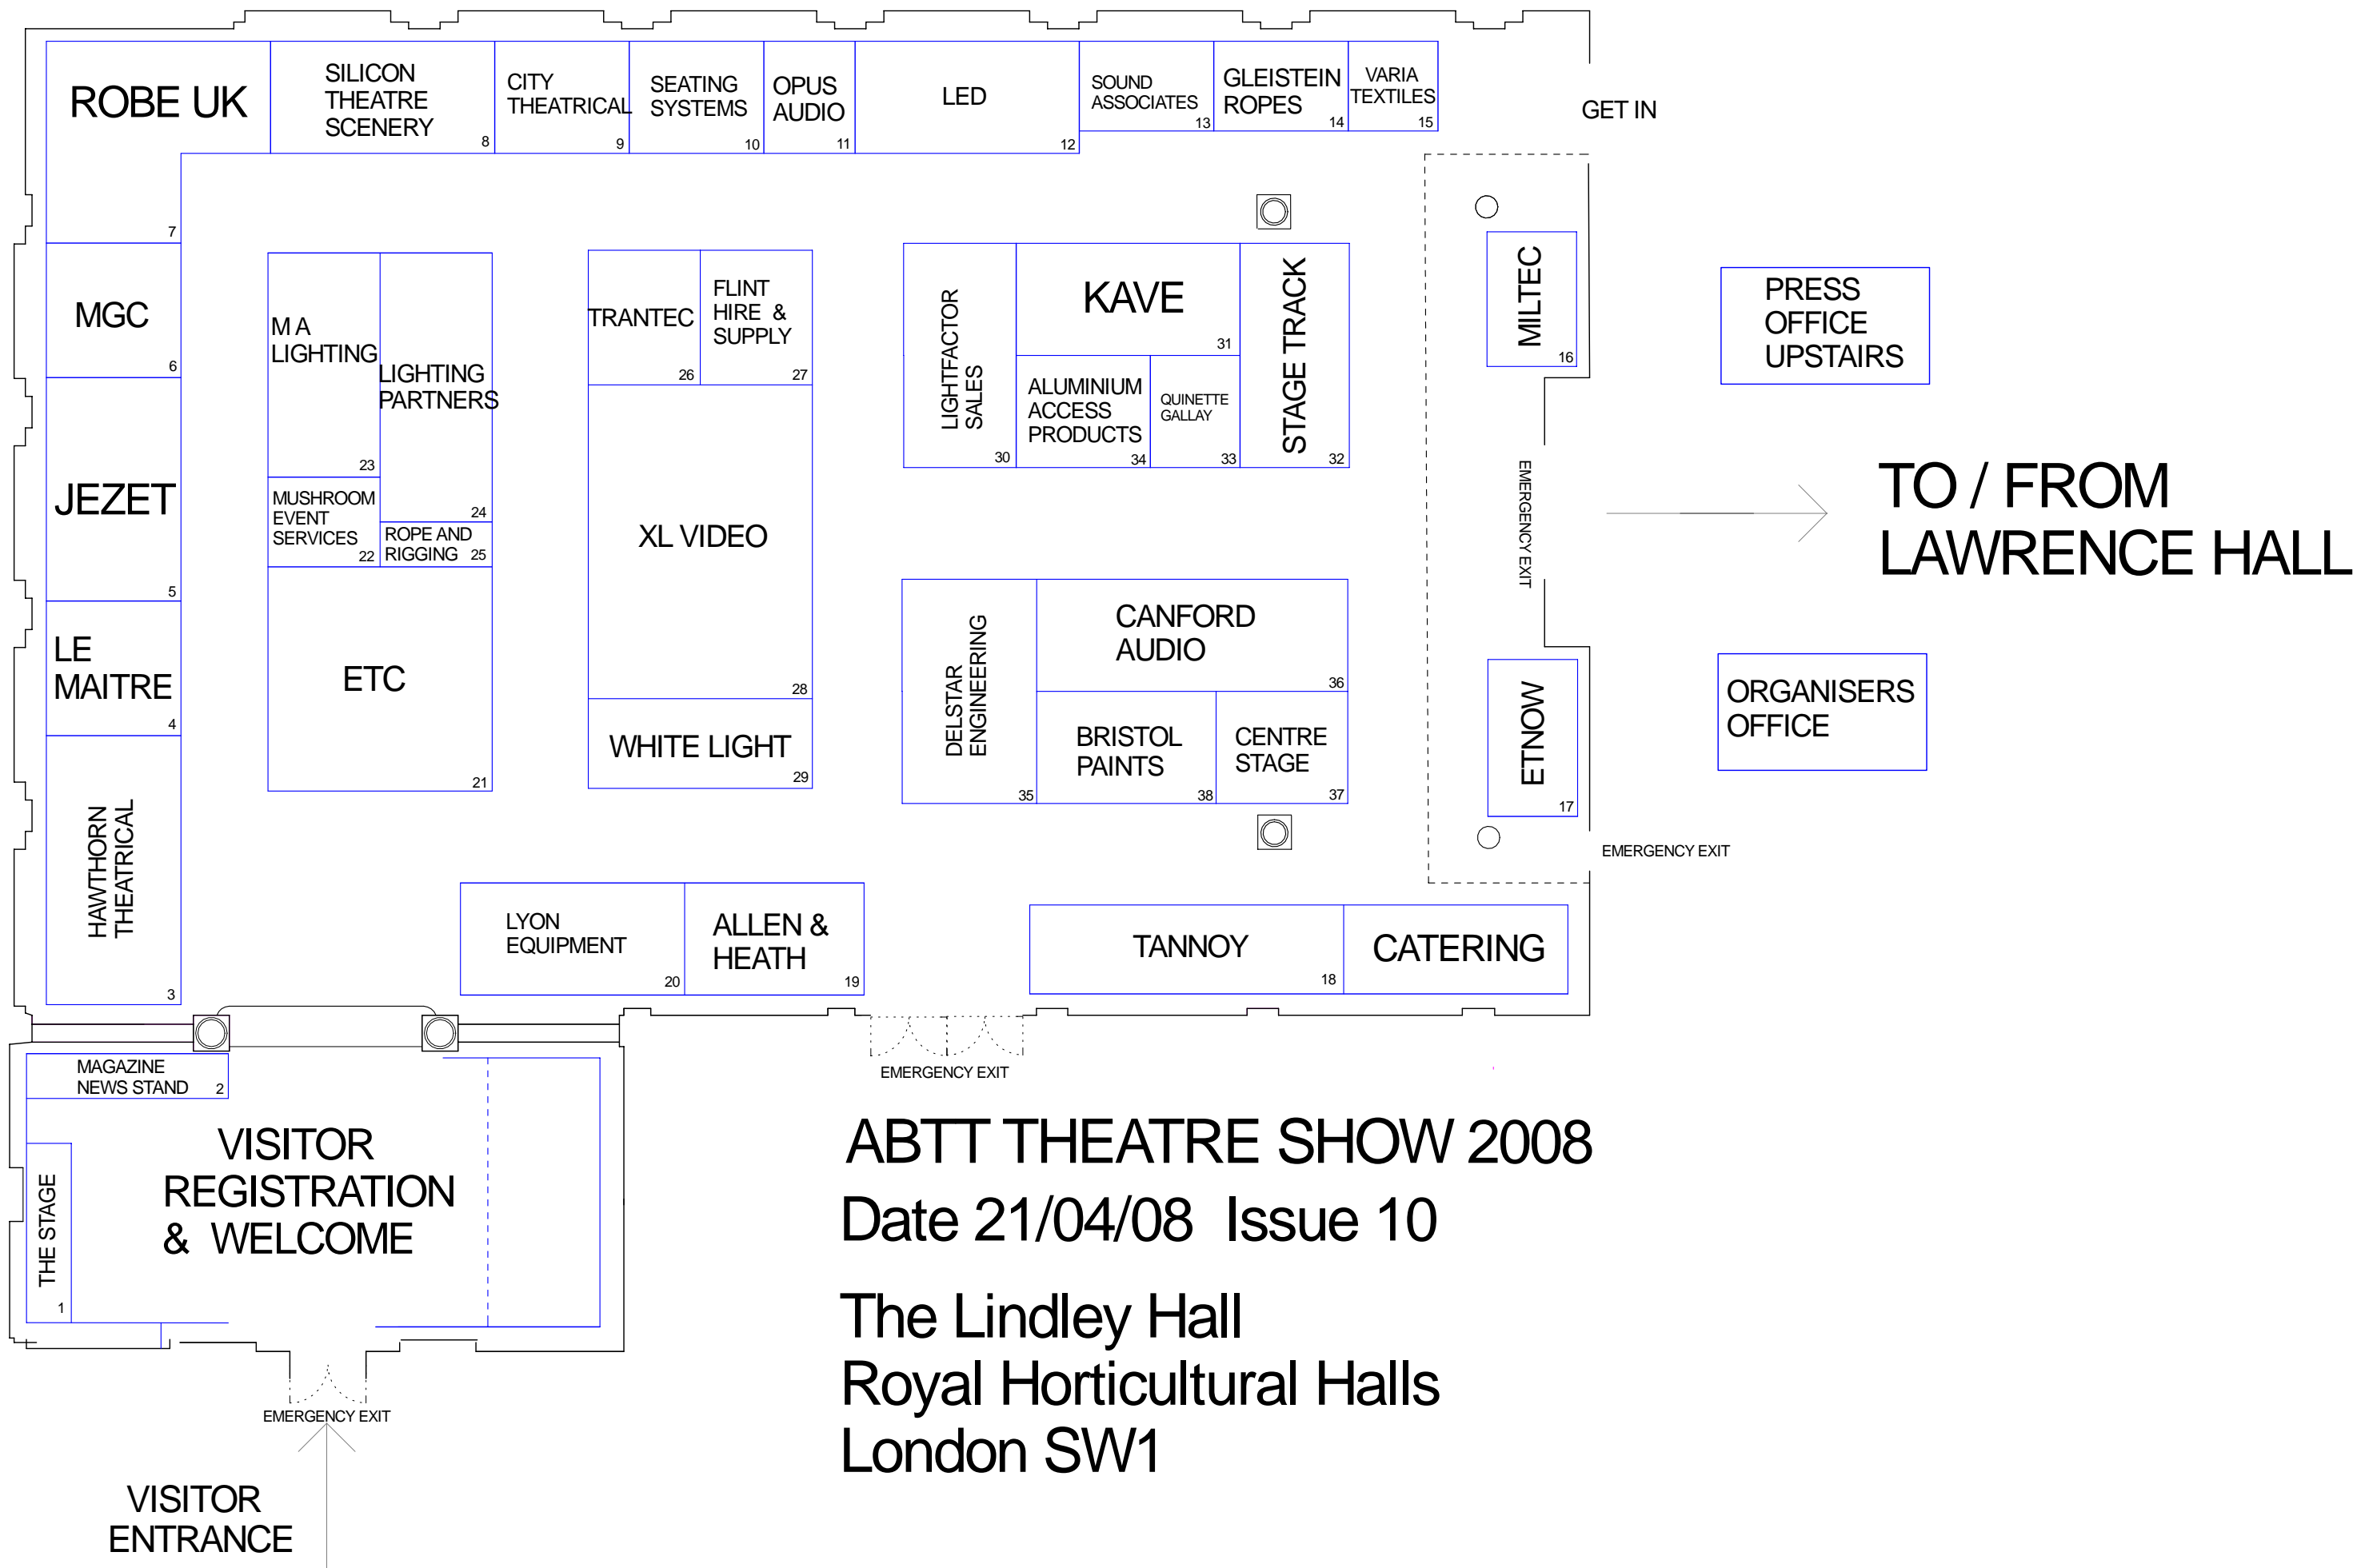 ROBE UK
7
SILICON
THEATRE
SCENERY
8
CITY
THEATRICAL
9
SEATING
SYSTEMS
10
OPUS
AUDIO
11
LED
12
SOUND
ASSOCIATES
13
GLEISTEIN
ROPES
14
VARIA
TEXTILES
15
GET IN
MGC
6
JEZET
5
LE
MAITRE
4
HAWTHORN
THEATRICAL
3
M A
LIGHTING
23
LIGHTING
PARTNERS
24
MUSHROOM
EVENT
SERVICES
22
ROPE AND
RIGGING 25
ETC
21
TRANTEC
26
FLINT
HIRE &
SUPPLY
27
XL VIDEO
28
WHITE LIGHT
29
LIGHTFACTOR
SALES
30
KAVE
31
ALUMINIUM
ACCESS
PRODUCTS
34
QUINETTE
GALLAY
33
STAGE TRACK
32
MILTEC
16
PRESS
OFFICE
UPSTAIRS
EMERGENCY EXIT
TO / FROM
LAWRENCE HALL
DELSTAR
ENGINEERING
35
CANFORD
AUDIO
36
BRISTOL
PAINTS
38
CENTRE
STAGE
37
ETNOW
17
ORGANISERS
OFFICE
EMERGENCY EXIT
LYON
EQUIPMENT
20
ALLEN &
HEATH
19
TANNOY
18
CATERING
EMERGENCY EXIT
MAGAZINE
NEWS STAND 2
THE STAGE
1
VISITOR
REGISTRATION
& WELCOME
EMERGENCY EXIT
VISITOR
ENTRANCE
ABTT THEATRE SHOW 2008
Date 21/04/08 Issue 10
The Lindley Hall
Royal Horticultural Halls
London SW1